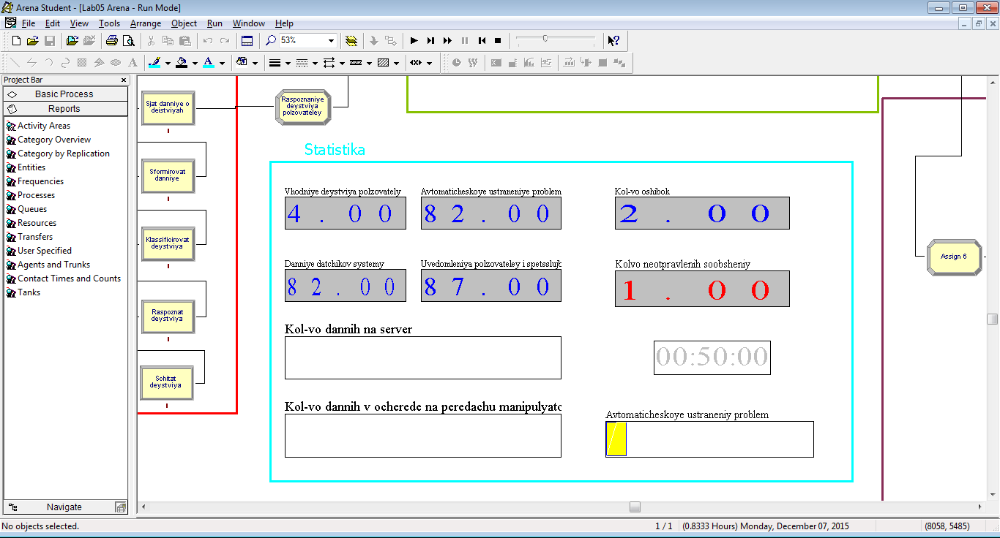 Arena Student - [Lab05 Arena - Run Mode]
File Edit View Tools Arrange Object Run Window Help
53%
Project Bar
Basic Process
Reports
Activity Areas
Category Overview
Category by Replication
Entities
Frequencies
Processes
Queues
Resources
Transfers
User Specified
Agents and Trunks
Contact Times and Counts
Tanks
Navigate
Sjat danniye o
deistviyah
Sformirovat
danniye
Klassificirovat
deystviya
Raspoznat
deystviya
Schitat
deystviya
Raspoznaniye
deystviya
polzovateley
Statistika
Vhodniye deystviya polzovately
4.00
Avtomaticheskoye ustraneniye problem
82.00
Kol-vo oshibok
2.00
Danniye datchikov systemy
82.00
Uvedomleniya polzovateley i spetsslujb
87.00
Kolvo neotpravlenih soobsheniy
1.00
Kol-vo dannih na server
00:50:00
Kol-vo dannih v ocherede na peredachu manipulyato
Avtomaticheskoye ustraneniy problem
Assign 6
No objects selected.
1 / 1
(0.8333 Hours) Monday, December 07, 2015
(8058, 5485)